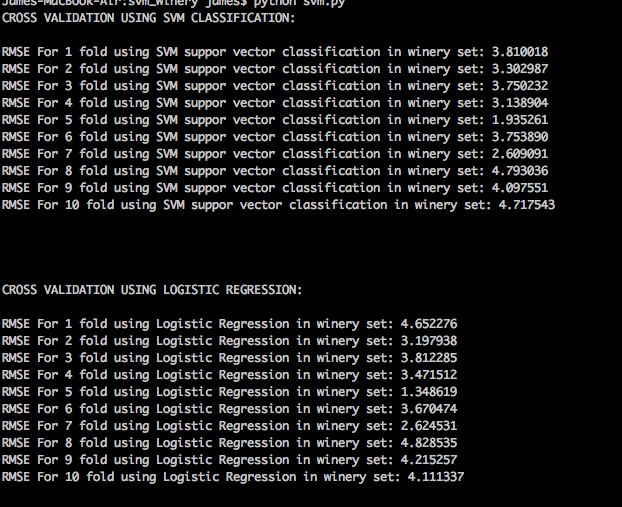 James-MacBook-Air:svm_winery james$ python svm.py
CROSS VALIDATION USING SVM CLASSIFICATION:
RMSE For 1 fold using SVM suppor vector classification in winery set: 3.810018
RMSE For 2 fold using SVM suppor vector classification in winery set: 3.302987
RMSE For 3 fold using SVM suppor vector classification in winery set: 3.750232
RMSE For 4 fold using SVM suppor vector classification in winery set: 3.138904
RMSE For 5 fold using SVM suppor vector classification in winery set: 1.935261
RMSE For 6 fold using SVM suppor vector classification in winery set: 3.753890
RMSE For 7 fold using SVM suppor vector classification in winery set: 2.609091
RMSE For 8 fold using SVM suppor vector classification in winery set: 4.793036
RMSE For 9 fold using SVM suppor vector classification in winery set: 4.097551
RMSE For 10 fold using SVM suppor vector classification in winery set: 4.717543
CROSS VALIDATION USING LOGISTIC REGRESSION:
RMSE For 1 fold using Logistic Regression in winery set: 4.652276
RMSE For 2 fold using Logistic Regression in winery set: 3.197938
RMSE For 3 fold using Logistic Regression in winery set: 3.812285
RMSE For 4 fold using Logistic Regression in winery set: 3.471512
RMSE For 5 fold using Logistic Regression in winery set: 1.348619
RMSE For 6 fold using Logistic Regression in winery set: 3.670474
RMSE For 7 fold using Logistic Regression in winery set: 2.624531
RMSE For 8 fold using Logistic Regression in winery set: 4.828535
RMSE For 9 fold using Logistic Regression in winery set: 4.215257
RMSE For 10 fold using Logistic Regression in winery set: 4.111337